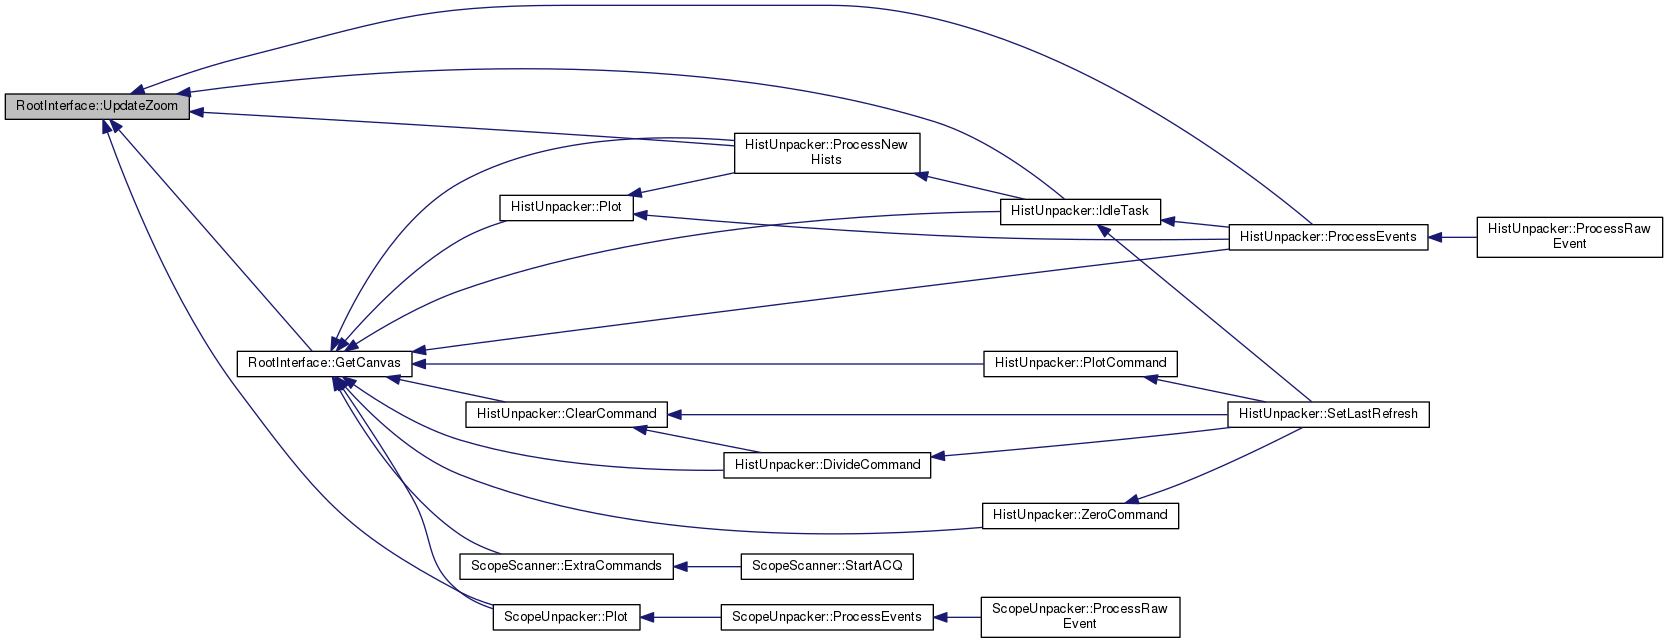 RootInterface::UpdateZoom
HistUnpacker::ProcessNew
Hists
HistUnpacker::Plot
HistUnpacker::IdleTask
HistUnpacker::ProcessEvents
HistUnpacker::ProcessRaw
Event
RootInterface::GetCanvas
HistUnpacker::PlotCommand
HistUnpacker::ClearCommand
HistUnpacker::SetLastRefresh
HistUnpacker::DivideCommand
HistUnpacker::ZeroCommand
ScopeScanner::ExtraCommands
ScopeScanner::StartACQ
ScopeUnpacker::Plot
ScopeUnpacker::ProcessEvents
ScopeUnpacker::ProcessRaw
Event